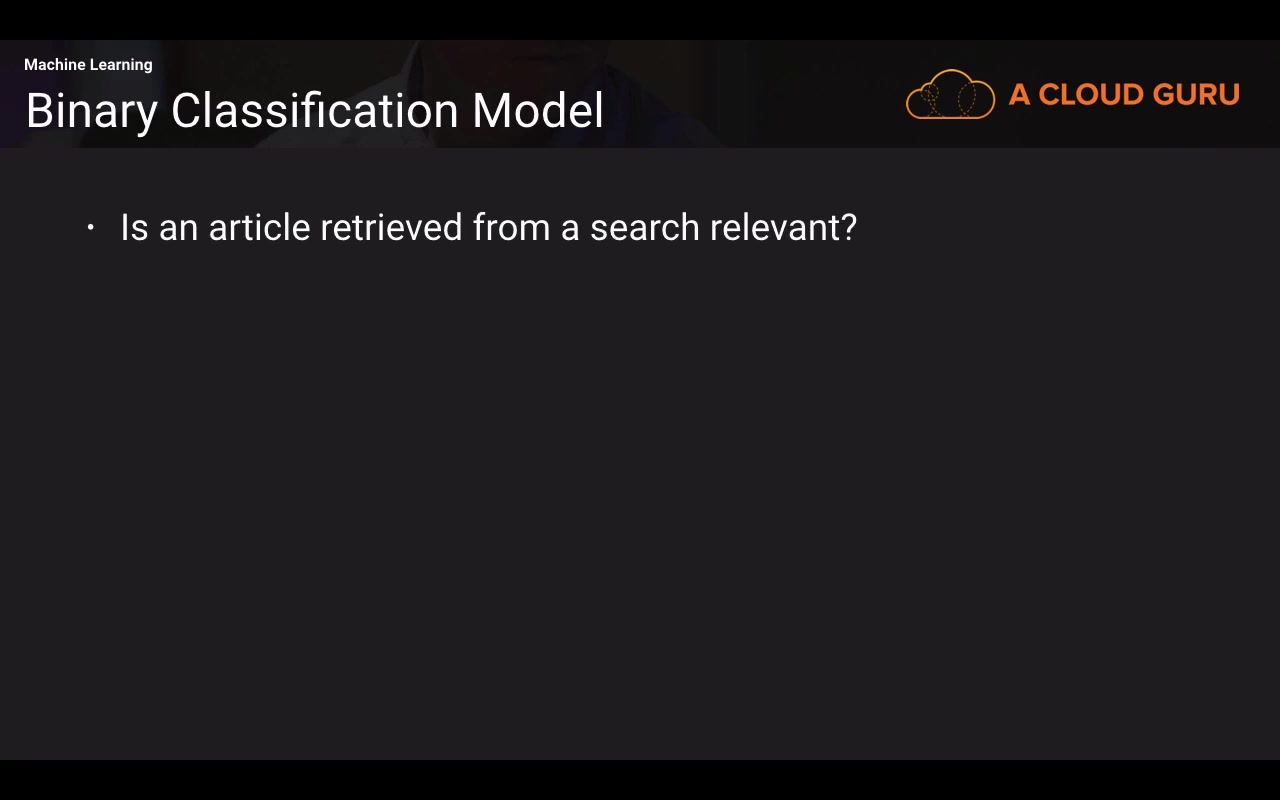 Machine Learning
Binary Classification Model
A CLOUD GURU
• Is an article retrieved from a search relevant?